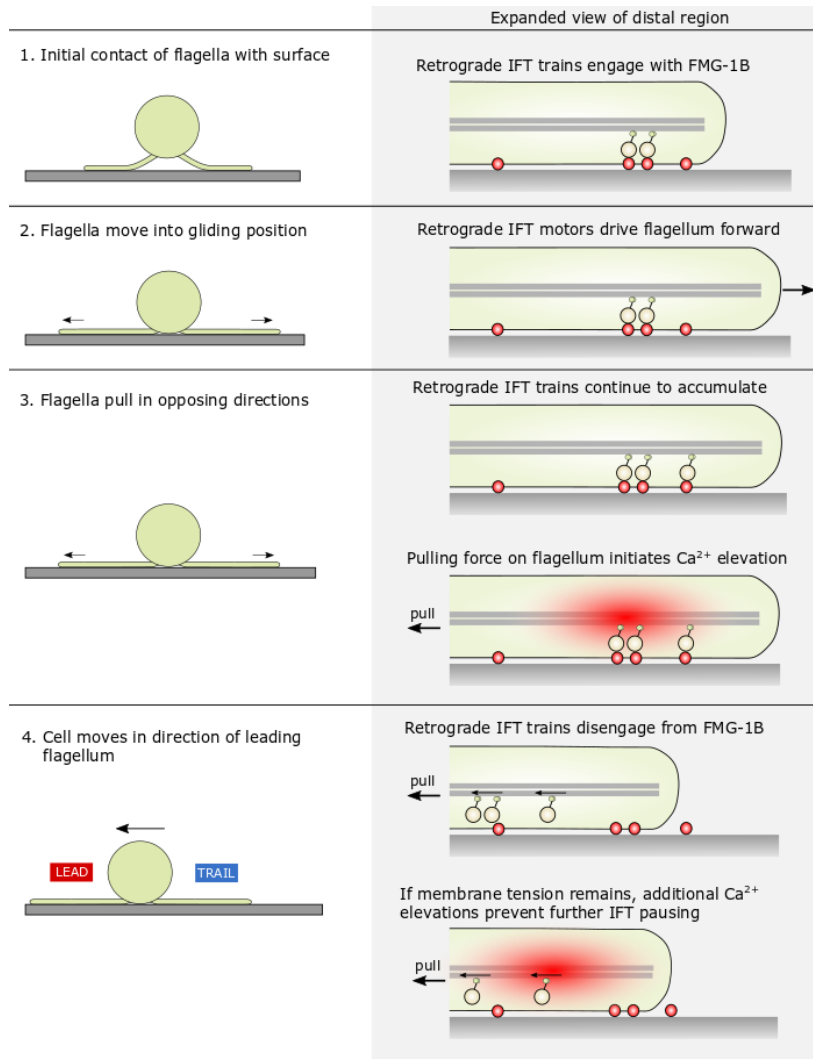 Expanded view of distal region
1. Initial contact of flagella with surface
Retrograde IFT trains engage with FMG-1B
2. Flagella move into gliding position
Retrograde IFT motors drive flagellum forward
3. Flagella pull in opposing directions
Retrograde IFT trains continue to accumulate
Pulling force on flagellum initiates Ca²⁺ elevation
pull
4. Cell moves in direction of leading
flagellum
Retrograde IFT trains disengage from FMG-1B
pull
LEAD
TRAIL
If membrane tension remains, additional Ca²⁺
elevations prevent further IFT pausing
pull